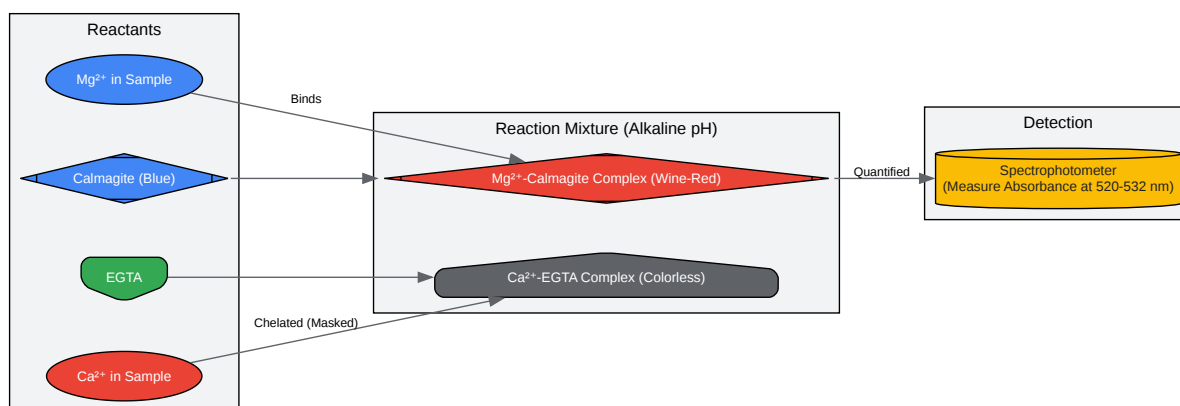 Reactants
Mg²⁺ in Sample
Calmagite (Blue)
EGTA
Ca²⁺ in Sample
Binds
Chelated (Masked)
Reaction Mixture (Alkaline pH)
Mg²⁺-Calmagite Complex (Wine-Red)
Ca²⁺-EGTA Complex (Colorless)
Quantified
Detection
Spectrophotometer
(Measure Absorbance at 520-532 nm)